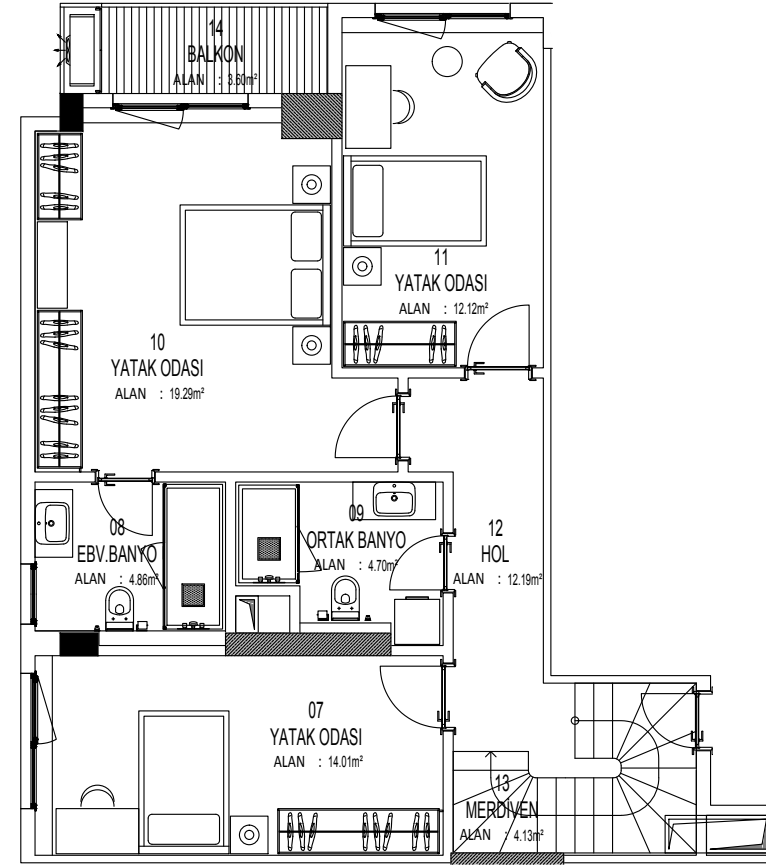 14
BALKON
ALAN : 3.60m²
11
YATAK ODASI
ALAN : 12.12m²
10
YATAK ODASI
ALAN : 19.29m²
08
EBV.BANYO
ALAN : 4.86m²
09
ORTAK BANYO
ALAN : 4.70m²
12
HOL
ALAN : 12.19m²
07
YATAK ODASI
ALAN : 14.01m²
13
MERDİVEN
ALAN : 4.13m²